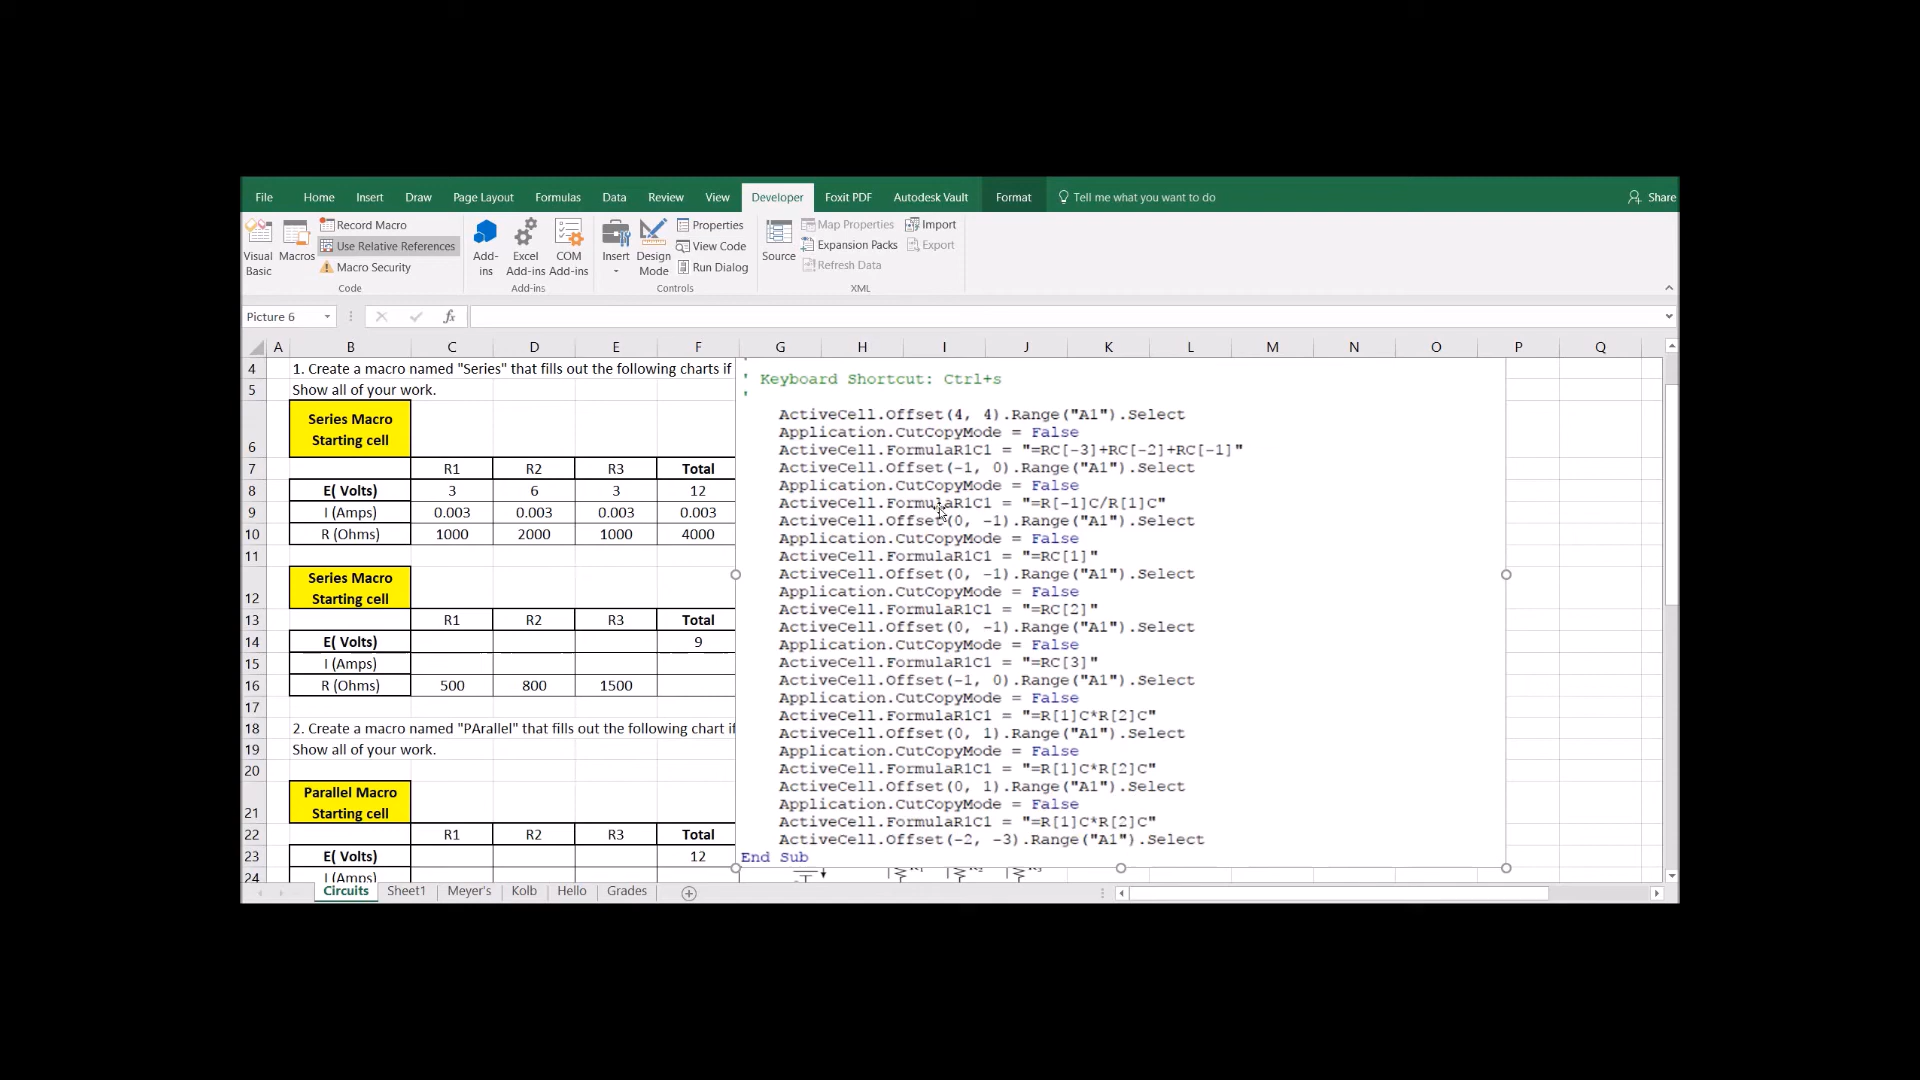 File Home Insert Draw Page Layout Formulas Data Review View Developer Foxit PDF Autodesk Vault Format Tell me what you want to do Share
Visual Basic
Macros
Record Macro
Use Relative References
Macro Security
Code
Add-ins
Excel Add-ins
COM Add-ins
Add-ins
Insert
Design Mode
Properties
View Code
Run Dialog
Controls
Source
Map Properties
Expansion Packs
Refresh Data
Import
Export
XML
Picture 6 fx
A B C D E F G H I J K L M N O P Q
4 1. Create a macro named "Series" that fills out the following charts if
5 Show all of your work.
6 Series Macro
Starting cell
7 R1 R2 R3 Total
8 E( Volts) 3 6 3 12
9 I (Amps) 0.003 0.003 0.003 0.003
10 R (Ohms) 1000 2000 1000 4000
11
12 Series Macro
Starting cell
13 R1 R2 R3 Total
14 E( Volts) 9
15 I (Amps)
16 R (Ohms) 500 800 1500
17
18 2. Create a macro named "PArallel" that fills out the following chart if
19 Show all of your work.
20
21 Parallel Macro
Starting cell
22 R1 R2 R3 Total
23 E( Volts) 12
24 I (Amps)
'
' Keyboard Shortcut: Ctrl+s
'
ActiveCell.Offset(4, 4).Range("A1").Select
Application.CutCopyMode = False
ActiveCell.FormulaR1C1 = "=RC[-3]+RC[-2]+RC[-1]"
ActiveCell.Offset(-1, 0).Range("A1").Select
Application.CutCopyMode = False
ActiveCell.FormulaR1C1 = "=R[-1]C/R[1]C"
ActiveCell.Offset(0, -1).Range("A1").Select
Application.CutCopyMode = False
ActiveCell.FormulaR1C1 = "=RC[1]"
ActiveCell.Offset(0, -1).Range("A1").Select
Application.CutCopyMode = False
ActiveCell.FormulaR1C1 = "=RC[2]"
ActiveCell.Offset(0, -1).Range("A1").Select
Application.CutCopyMode = False
ActiveCell.FormulaR1C1 = "=RC[3]"
ActiveCell.Offset(-1, 0).Range("A1").Select
Application.CutCopyMode = False
ActiveCell.FormulaR1C1 = "=R[1]C*R[2]C"
ActiveCell.Offset(0, 1).Range("A1").Select
Application.CutCopyMode = False
ActiveCell.FormulaR1C1 = "=R[1]C*R[2]C"
ActiveCell.Offset(0, 1).Range("A1").Select
Application.CutCopyMode = False
ActiveCell.FormulaR1C1 = "=R[1]C*R[2]C"
ActiveCell.Offset(-2, -3).Range("A1").Select
End Sub
Circuits Sheet1 Meyer's Kolb Hello Grades